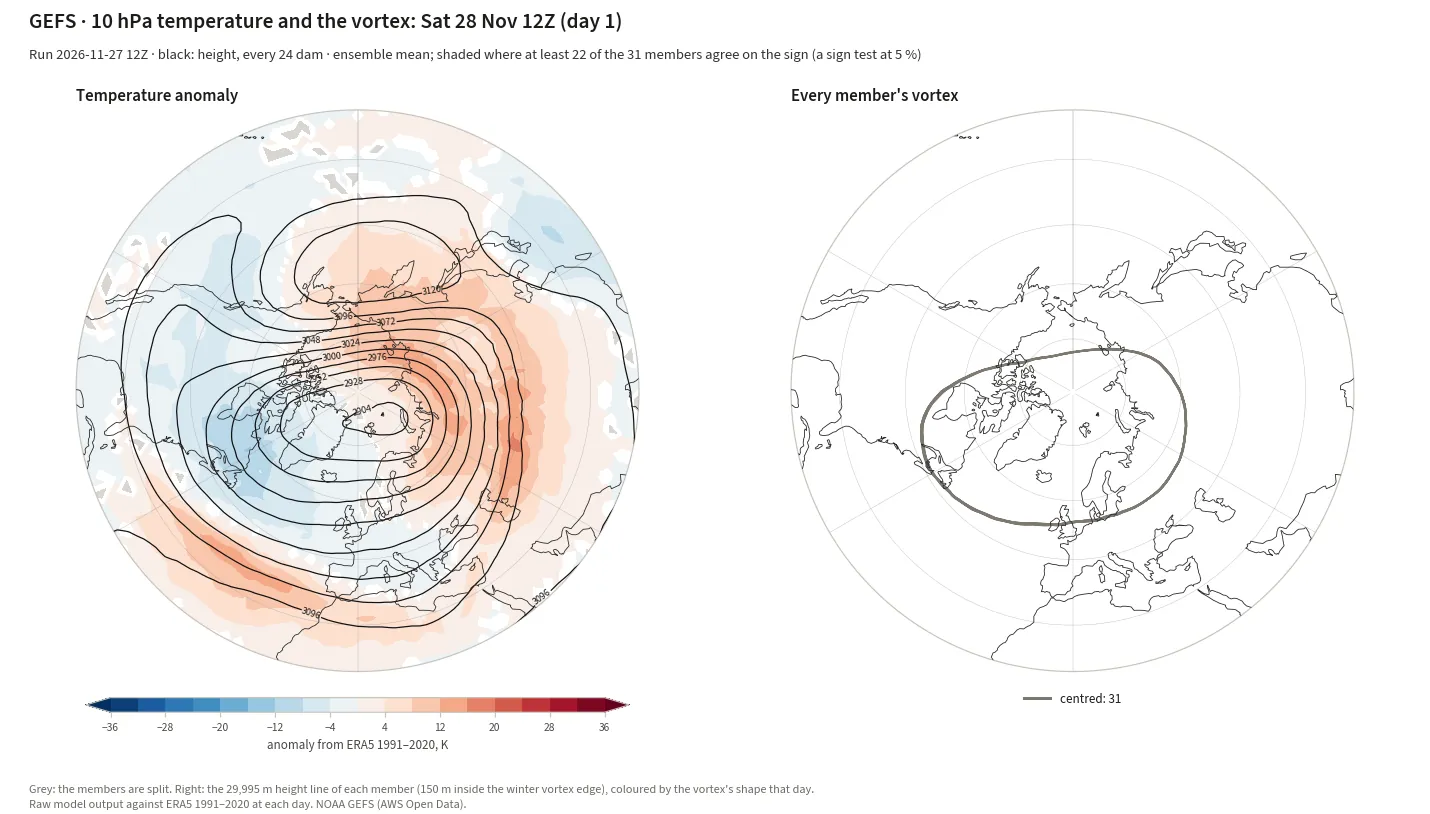 GEFS · 10 hPa temperature and the vortex: Sat 28 Nov 12Z (day 1)
Run 2026-11-27 12Z · black: height, every 24 dam · ensemble mean; shaded where at least 22 of the 31 members agree on the sign (a sign test at 5 %)
Temperature anomaly
Every member's vortex
3120
3096
3072
3048
3024
3000
2976
2928
2904
3096
3096
centred: 31
−36 −28 −20 −12 −4 4 12 20 28 36
anomaly from ERA5 1991–2020, K
Grey: the members are split. Right: the 29,995 m height line of each member (150 m inside the winter vortex edge), coloured by the vortex's shape that day.
Raw model output against ERA5 1991–2020 at each day. NOAA GEFS (AWS Open Data).